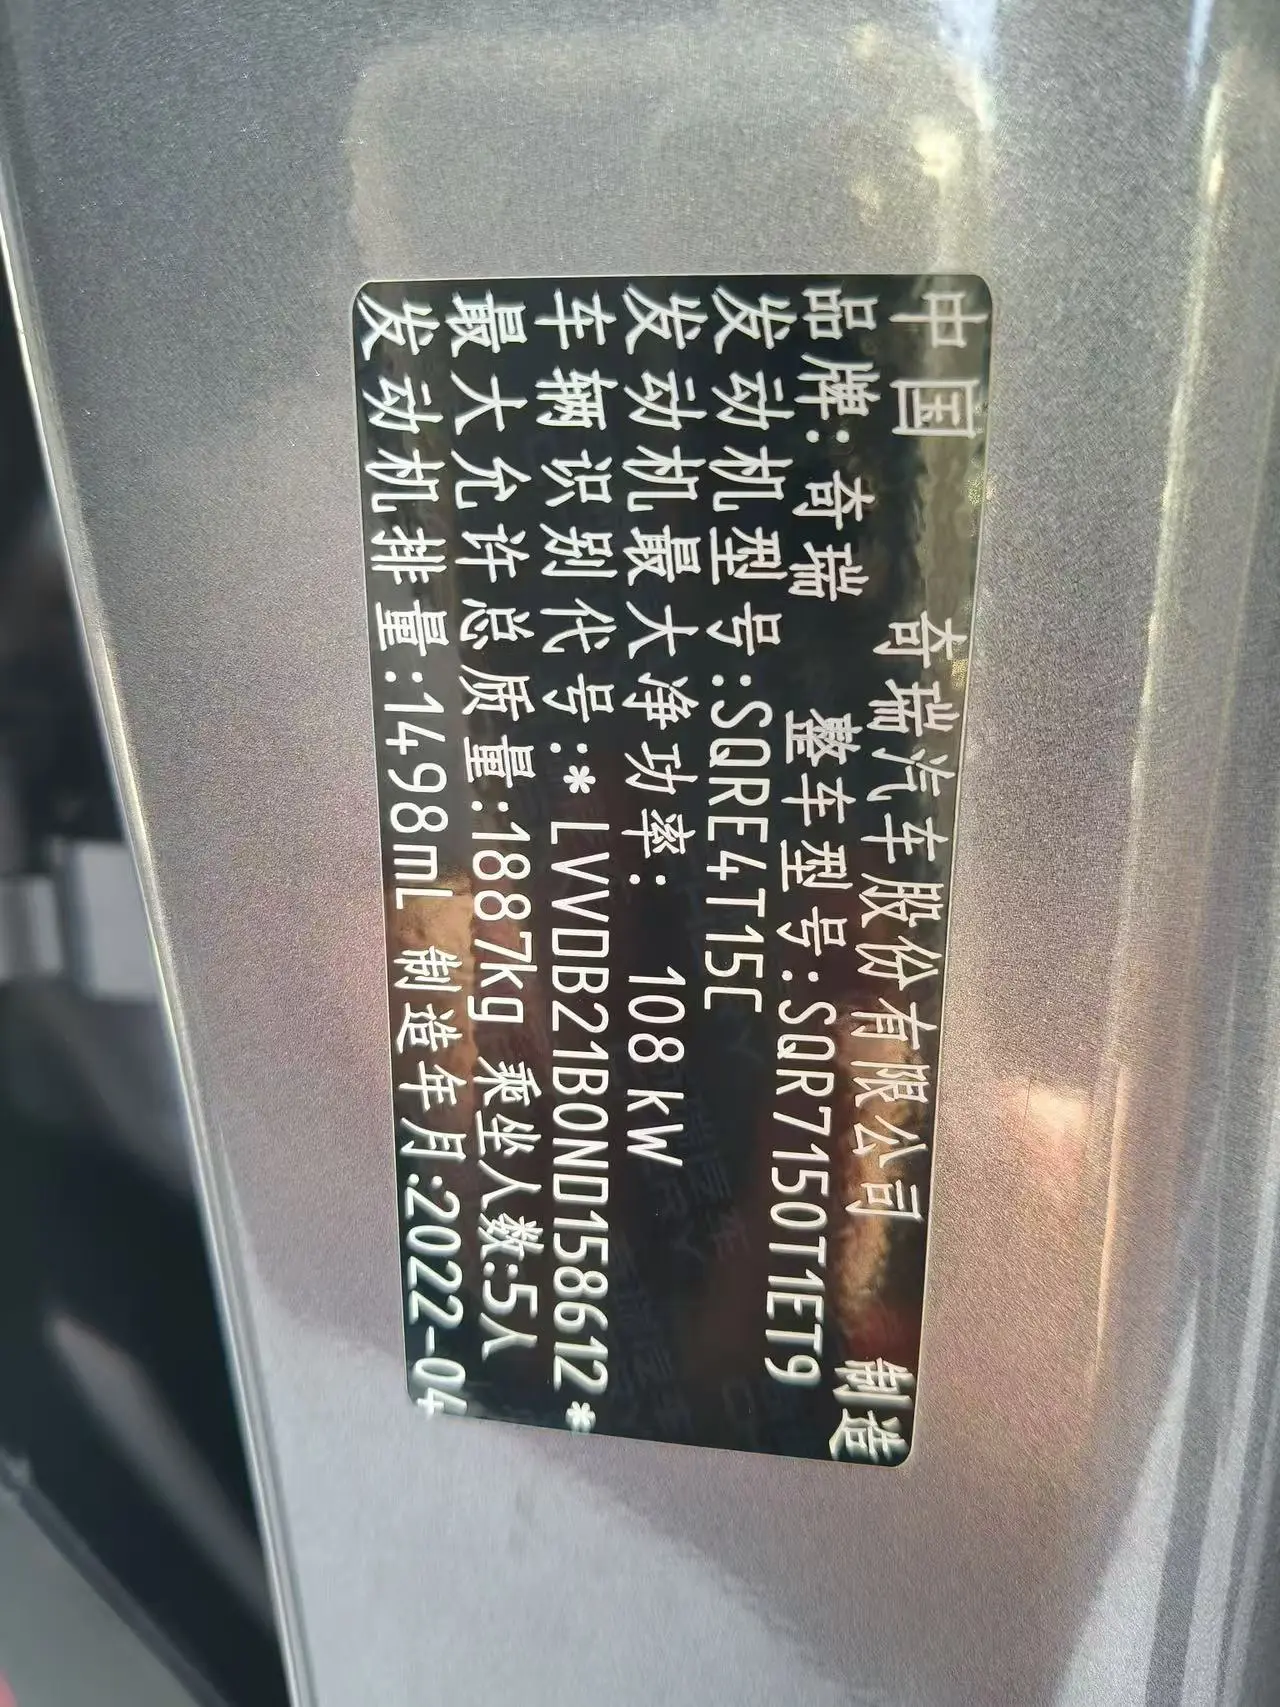 中国 奇瑞汽车股份有限公司 制造
品牌:奇瑞 整车型号:SQR7150T1ET9
发动机型号:SQRE4T15C
发动机最大净功率: 108kW
车辆识别代号:*LVVDB21B0ND158612*
最大允许总质量:1887kg 乘坐人数:5人
发动机排量:1498mL 制造年月:2022-04